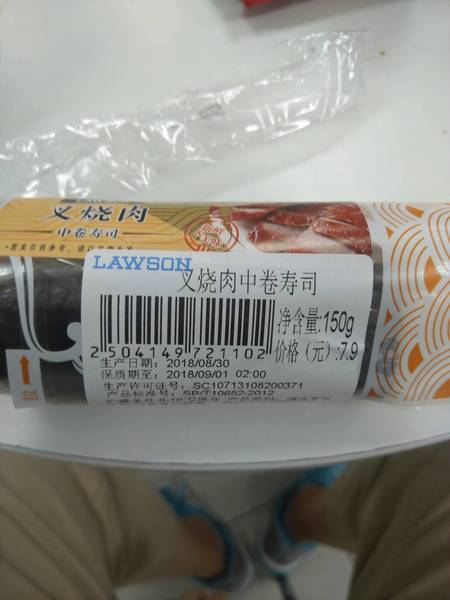 叉烧肉
中卷寿司
LAWSON
叉烧肉中卷寿司
净含量:150g
价格（元）:7.9
2504149721102
生产日期: 2018/08/30
保质期至: 2018/09/01 02:00
生产许可证号: SC10713108200371
产品标准号: SB/T10652-2012